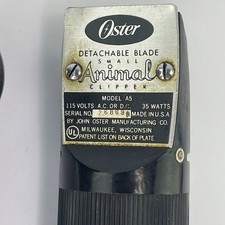 Oster
DETACHABLE BLADE
SMALL
Animal
CLIPPER
MODEL A5
115 VOLTS A.C. OR D.C. 35 WATTS
SERIAL NO. MADE IN U.S.A
BY JOHN OSTER MANUFACTURING CO.
UL MILWAUKEE, WISCONSIN
PATENT LIST ON BACK OF PLATE